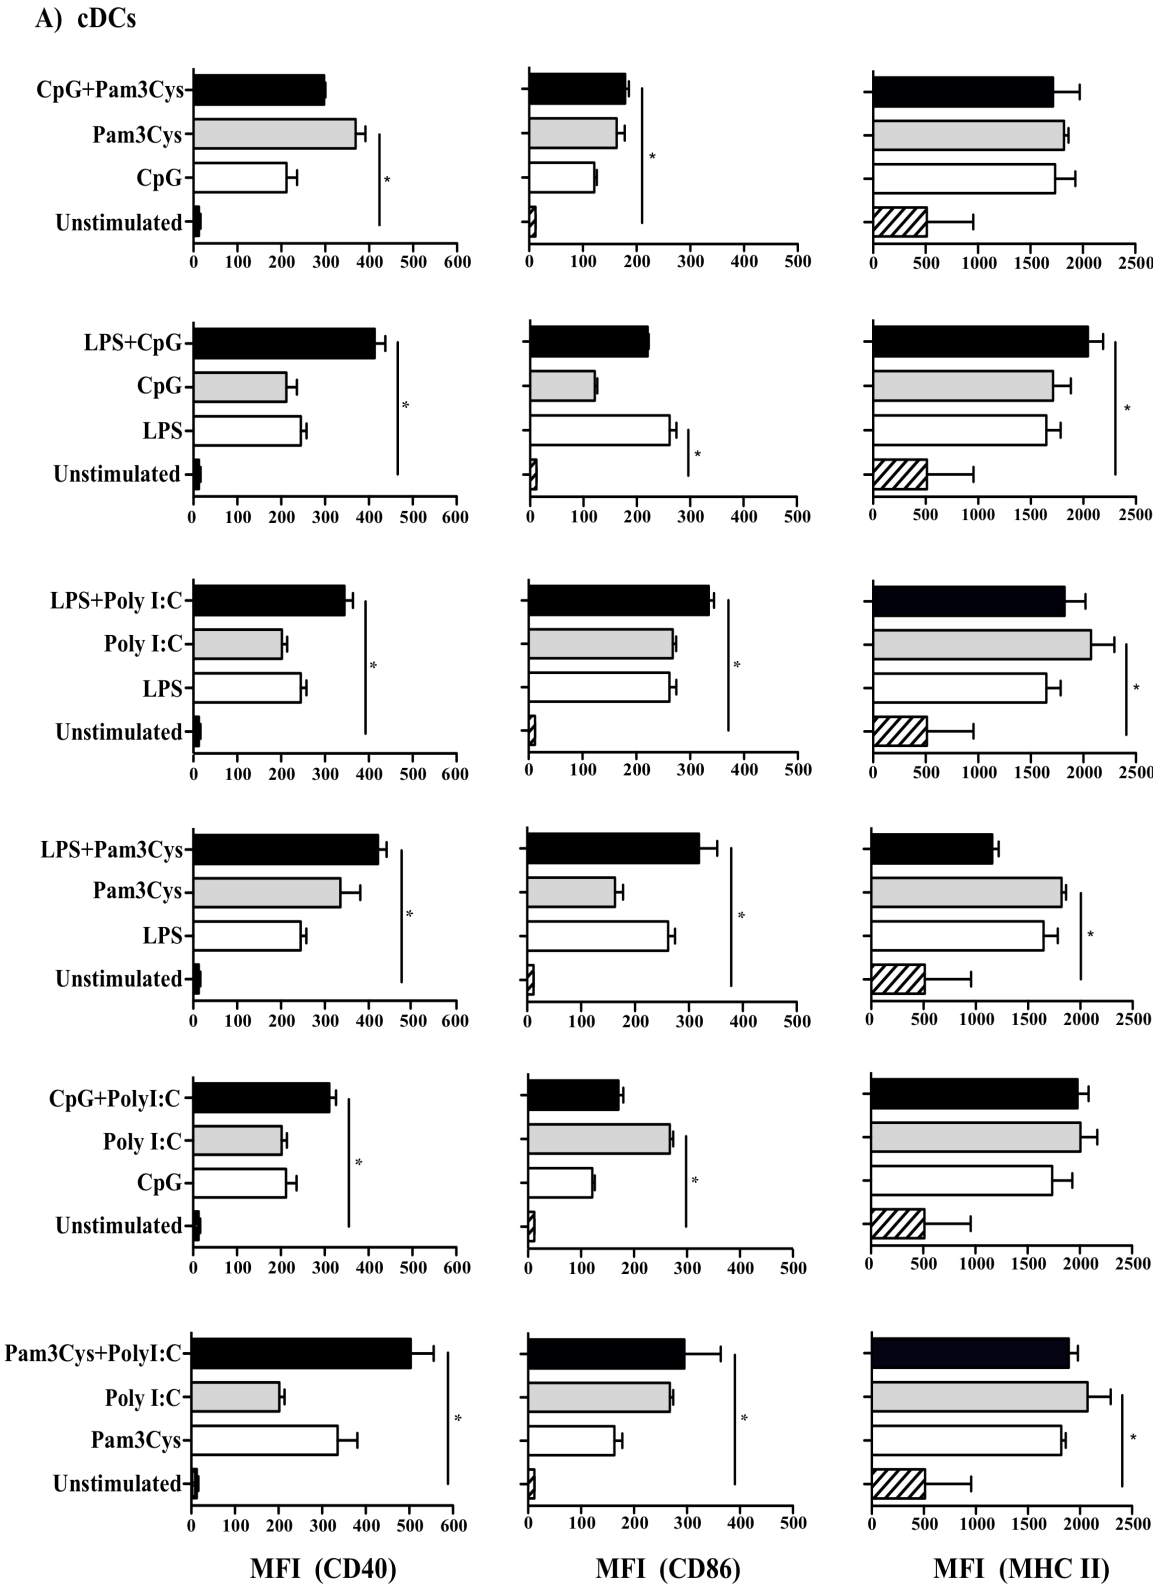 A) cDCs
CpG+Pam3Cys
Pam3Cys
CpG
Unstimulated
*
*
0 100 200 300 400 500 600
0 100 200 300 400 500
0 500 1000 1500 2000 2500
LPS+CpG
CpG
LPS
Unstimulated
*
*
*
0 100 200 300 400 500 600
0 100 200 300 400 500
0 500 1000 1500 2000 2500
LPS+Poly I:C
Poly I:C
LPS
Unstimulated
*
*
*
0 100 200 300 400 500 600
0 100 200 300 400 500
0 500 1000 1500 2000 2500
LPS+Pam3Cys
Pam3Cys
LPS
Unstimulated
*
*
*
0 100 200 300 400 500 600
0 100 200 300 400 500
0 500 1000 1500 2000 2500
CpG+PolyI:C
Poly I:C
CpG
Unstimulated
*
*
0 100 200 300 400 500 600
0 100 200 300 400 500
0 500 1000 1500 2000 2500
Pam3Cys+PolyI:C
Poly I:C
Pam3Cys
Unstimulated
*
*
*
0 100 200 300 400 500 600
0 100 200 300 400 500
0 500 1000 1500 2000 2500
MFI (CD40)
MFI (CD86)
MFI (MHC II)